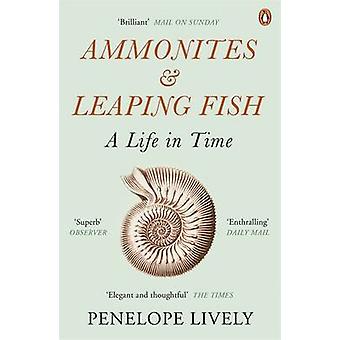 'Brilliant' MAIL ON SUNDAY
AMMONITES
&
LEAPING FISH
A Life in Time
'Superb'
OBSERVER
'Enthralling'
DAILY MAIL
'Elegant and thoughtful' THE TIMES
PENELOPE LIVELY